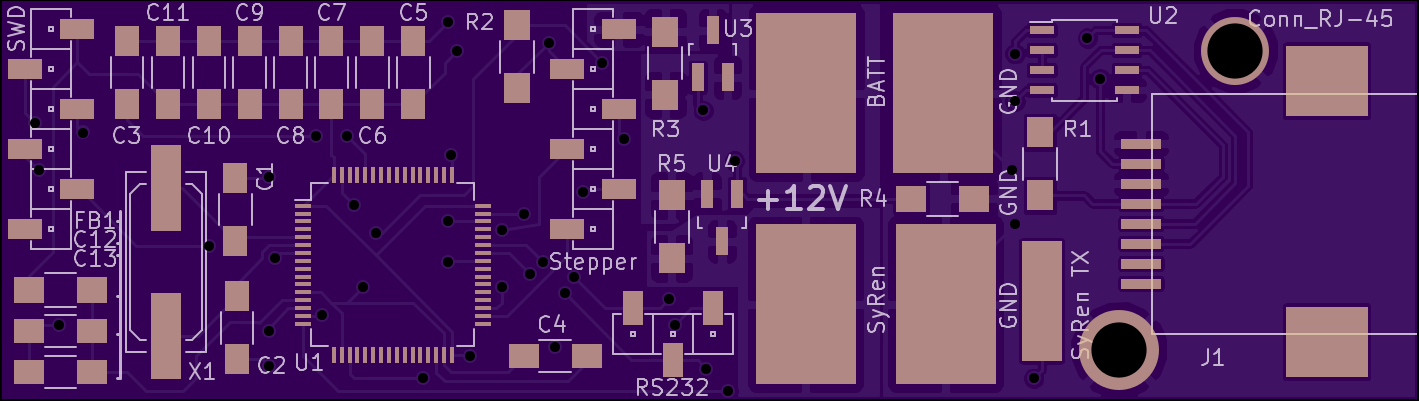 SWD
C11
C9
C7
C5
R2
U3
U2
Conn_RJ-45
BATT
GND
C3
C10
C8
C6
R3
R1
C1
R5
U4
GND
+12V
R4
FB1
C12
C13
Stepper
SyRen
GND
SyRen TX
C4
X1
C2
U1
RS232
J1